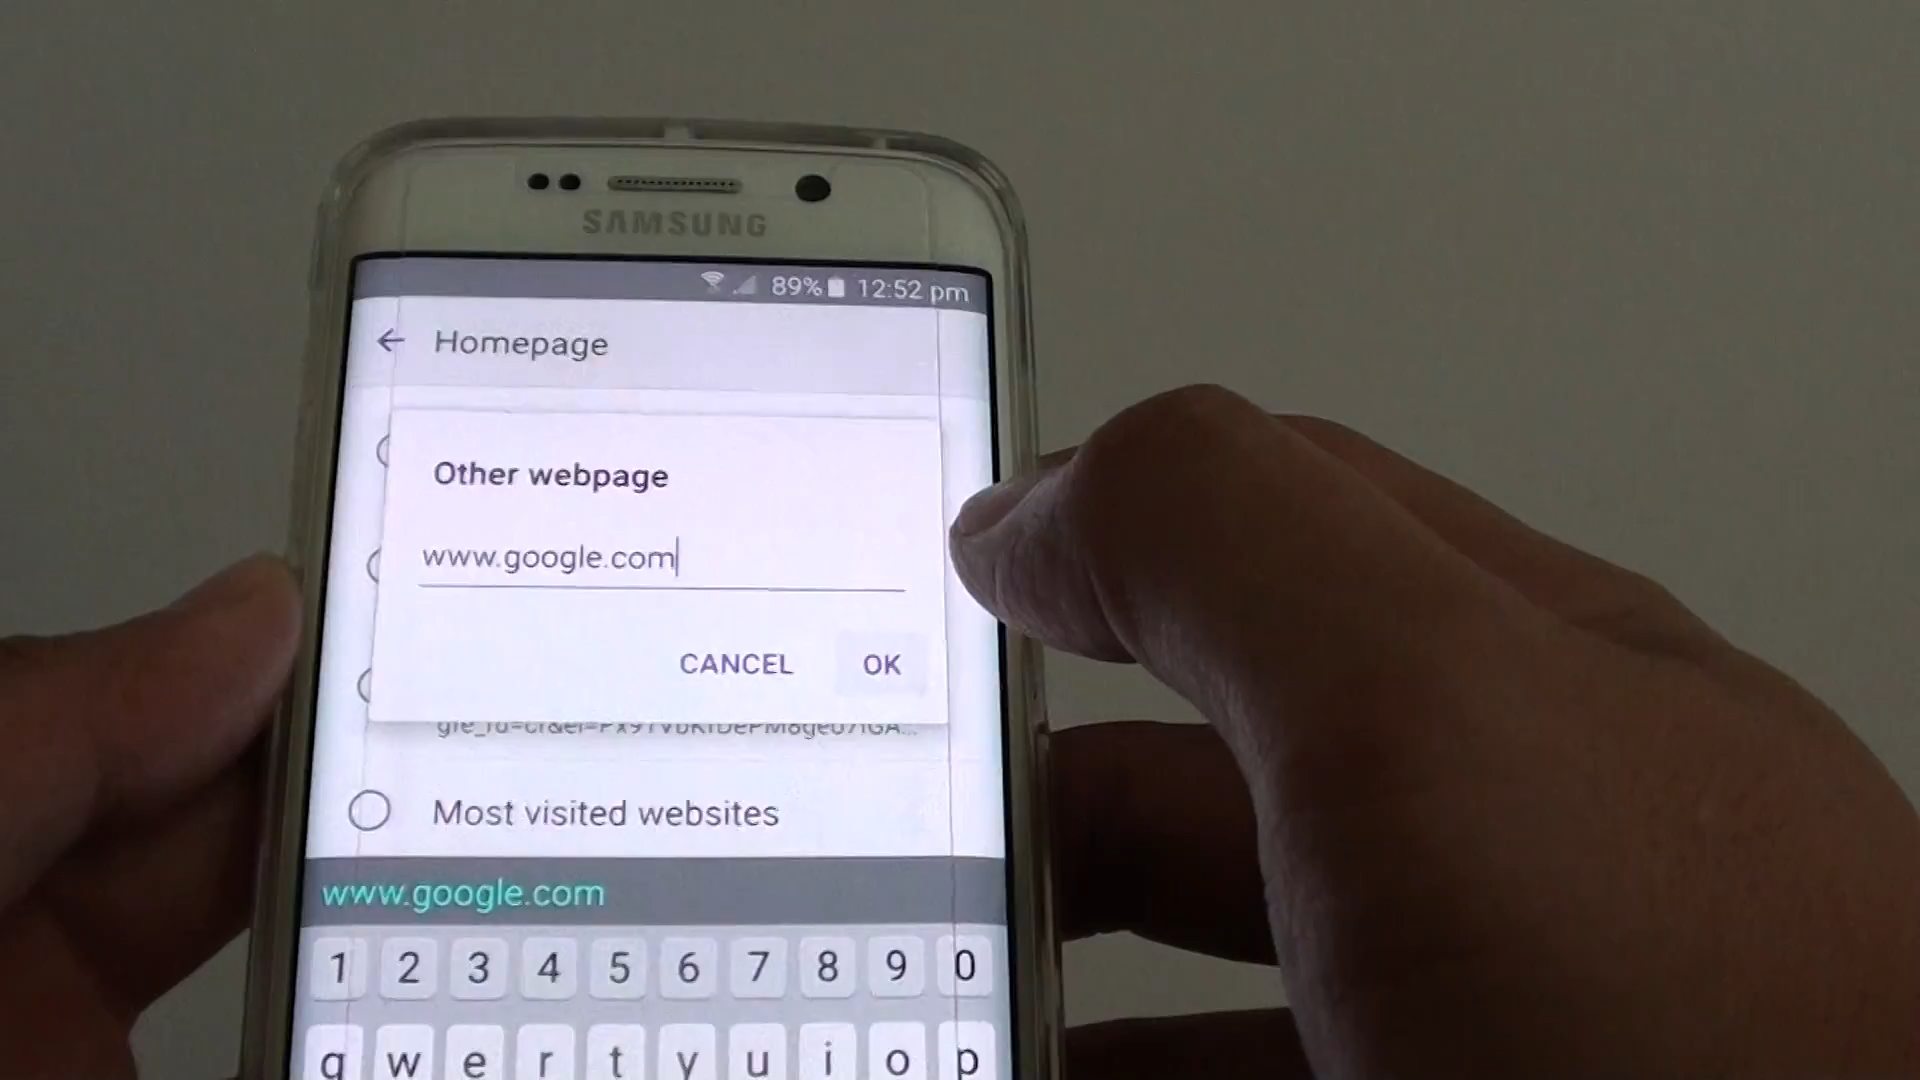 SAMSUNG
89% 12:52 pm
Homepage
Other webpage
www.google.com
CANCEL OK
Most visited websites
www.google.com
1 2 3 4 5 6 7 8 9 0
q w e r t y u i o p